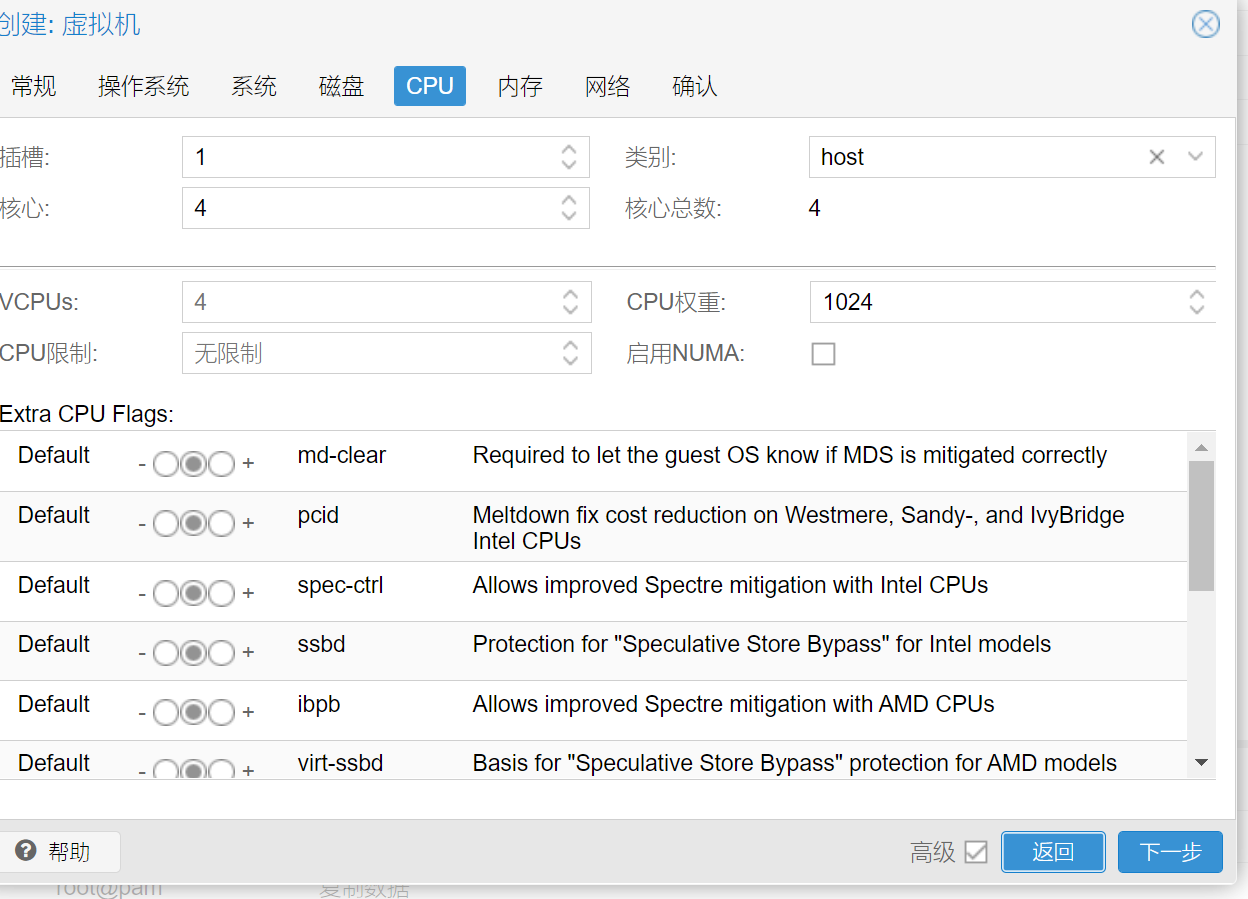 创建: 虚拟机
常规 操作系统 系统 磁盘 CPU 内存 网络 确认
插槽: 1 类别: host
核心: 4 核心总数: 4
VCPUs: 4 CPU权重: 1024
CPU限制: 无限制 启用NUMA:
Extra CPU Flags:
Default - + md-clear Required to let the guest OS know if MDS is mitigated correctly
Default - + pcid Meltdown fix cost reduction on Westmere, Sandy-, and IvyBridge
Intel CPUs
Default - + spec-ctrl Allows improved Spectre mitigation with Intel CPUs
Default - + ssbd Protection for "Speculative Store Bypass" for Intel models
Default - + ibpb Allows improved Spectre mitigation with AMD CPUs
Default - + virt-ssbd Basis for "Speculative Store Bypass" protection for AMD models
帮助 高级 返回 下一步
root@pam 复制数据